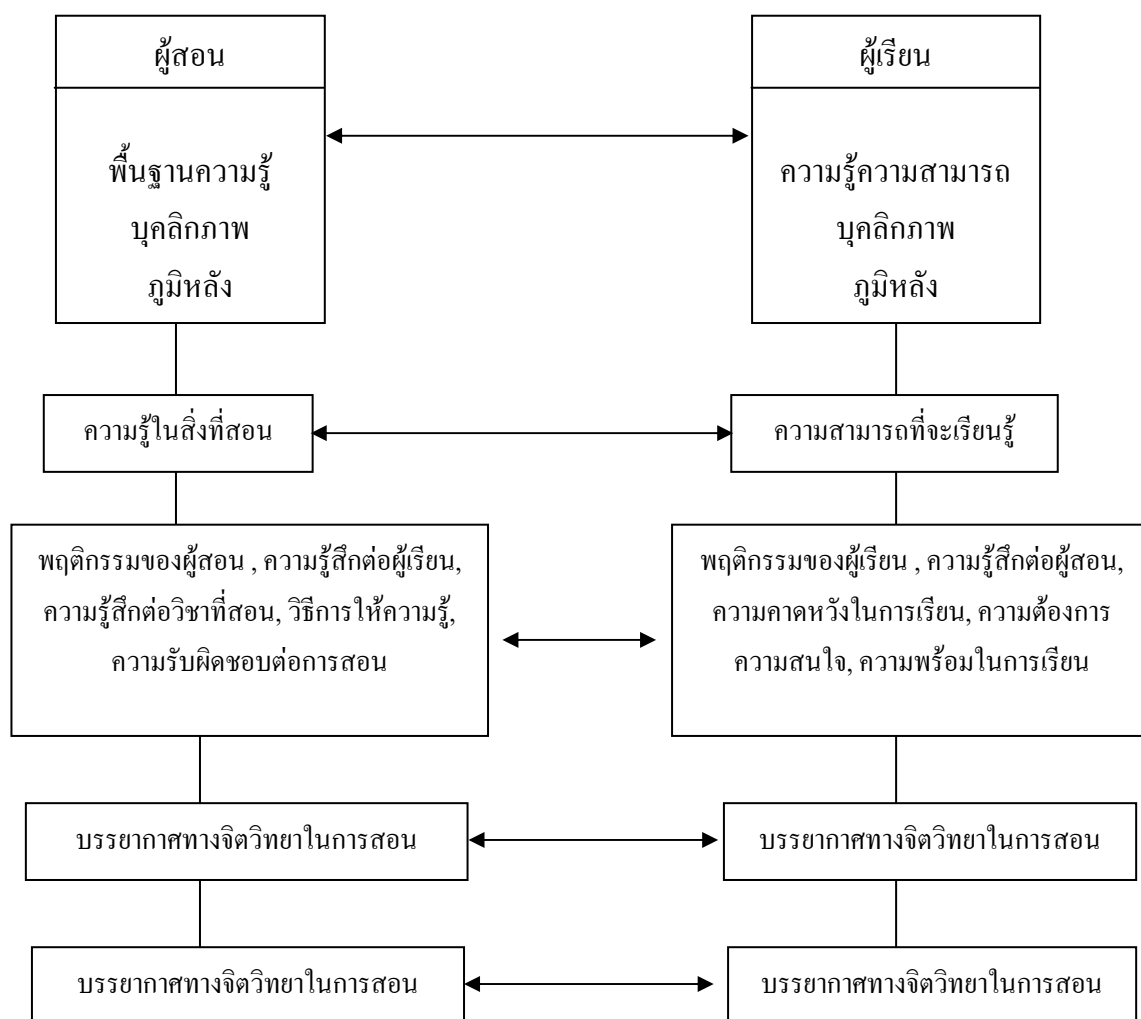 ผู้สอน
พื้นฐานความรู้
บุคลิกภาพ
ภูมิหลัง
ผู้เรียน
ความรู้ความสามารถ
บุคลิกภาพ
ภูมิหลัง
ความรู้ในสิ่งที่สอน
ความสามารถที่จะเรียนรู้
พฤติกรรมของผู้สอน , ความรู้สึกต่อผู้เรียน,
ความรู้สึกต่อวิชาที่สอน, วิธีการให้ความรู้,
ความรับผิดชอบต่อการสอน
พฤติกรรมของผู้เรียน , ความรู้สึกต่อผู้สอน,
ความคาดหวังในการเรียน, ความต้องการ
ความสนใจ, ความพร้อมในการเรียน
บรรยากาศทางจิตวิทยาในการสอน
บรรยากาศทางจิตวิทยาในการสอน
บรรยากาศทางจิตวิทยาในการสอน
บรรยากาศทางจิตวิทยาในการสอน